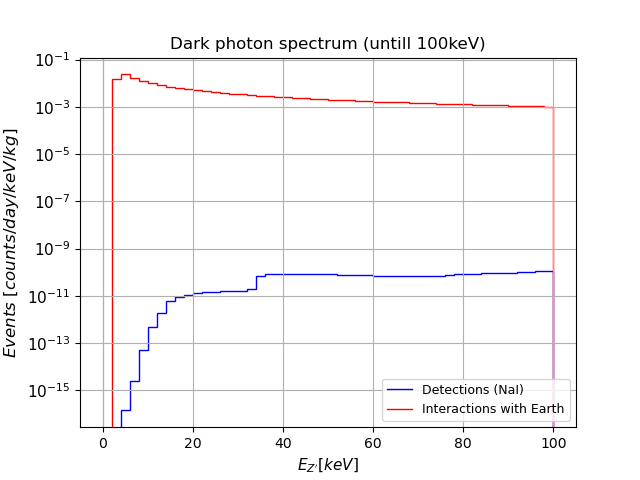 Dark photon spectrum (untill 100keV)
10⁻¹
10⁻³
10⁻⁵
10⁻⁷
10⁻⁹
10⁻¹¹
10⁻¹³
10⁻¹⁵
Events [counts/day/keV/kg]
Detections (NaI)
Interactions with Earth
0 20 40 60 80 100
E_Z'[keV]